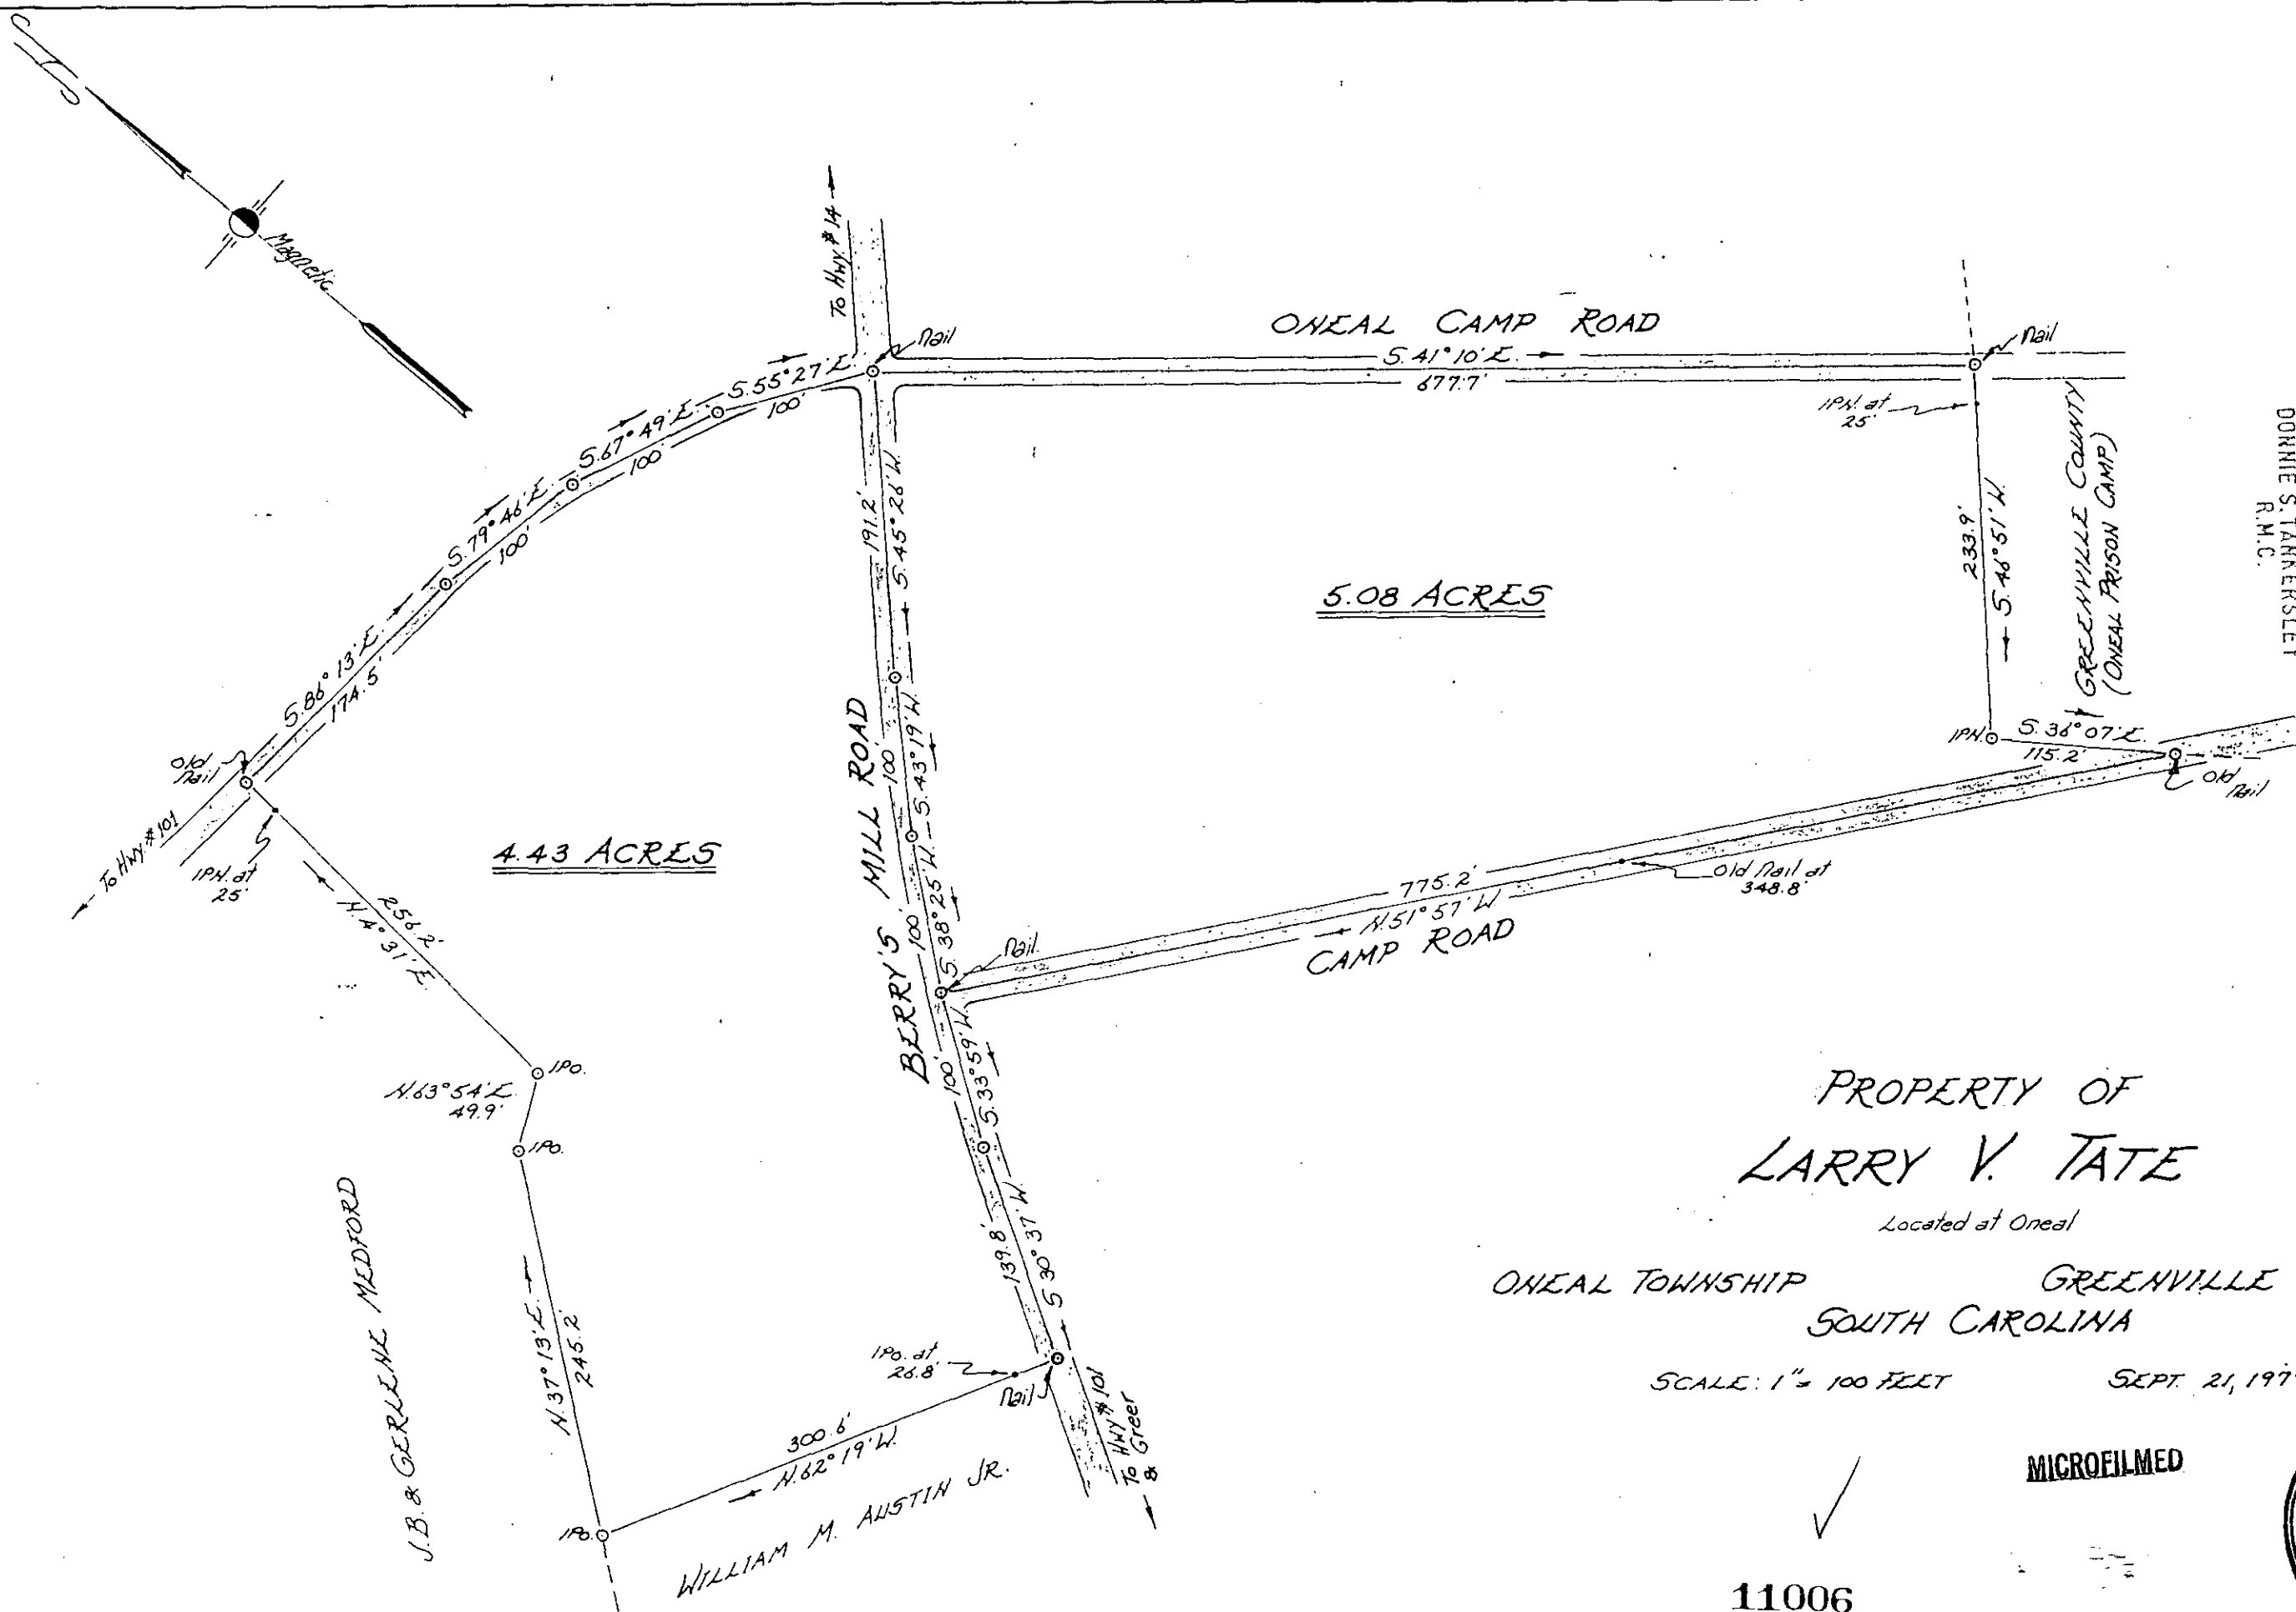 Magnetic
To Hwy # 14
Nail
ONEAL CAMP ROAD
S. 41° 10' E.
677.7'
Nail
IPN. at
25'
S. 55° 27' E.
100'
S. 67° 49' E.
100'
S. 79° 46' E.
100'
S. 86° 13' E.
174.5'
Old
Nail
To Hwy. # 101
IPN. at
25'
4.43 ACRES
256.2'
N. 4° 31' E.
IPO.
N. 63° 54' E.
49.9'
IPO.
N. 37° 13' E.
245.2'
IPO.
J.B. & GERLENE MEDFORD
300.6'
N. 62° 19' W.
WILLIAM M. AUSTIN JR.
IPO. at
26.8'
Nail
To HWY # 101
& Greer
BERRY'S MILL ROAD
191.2'
S. 45° 26' W.
100'
S. 43° 19' W.
100'
S. 38° 25' W.
100'
S. 33° 59' W.
139.8'
S 30° 37' W.
Nail.
5.08 ACRES
233.9'
S. 46° 51' W.
GREENVILLE COUNTY
(ONEAL PRISON CAMP)
IPN.
S. 36° 07' E.
115.2'
Old
Nail
775.2'
N. 51° 57' W.
CAMP ROAD
Old Nail at
348.8'
DONNIE S. TANKERSLEY
R.M.C.
PROPERTY OF
LARRY V. TATE
Located at Oneal
ONEAL TOWNSHIP GREENVILLE
SOUTH CAROLINA
SCALE: 1" = 100 FEET SEPT. 21, 197
MICROFILMED
11006